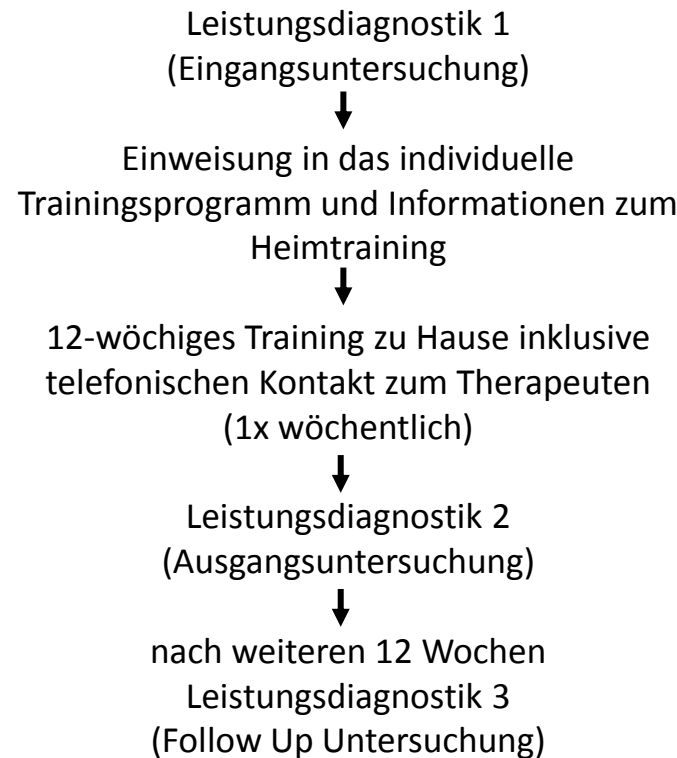 Leistungsdiagnostik 1
(Eingangsuntersuchung)
Einweisung in das individuelle
Trainingsprogramm und Informationen zum
Heimtraining
12-wöchiges Training zu Hause inklusive
telefonischen Kontakt zum Therapeuten
(1x wöchentlich)
Leistungsdiagnostik 2
(Ausgangsuntersuchung)
nach weiteren 12 Wochen
Leistungsdiagnostik 3
(Follow Up Untersuchung)